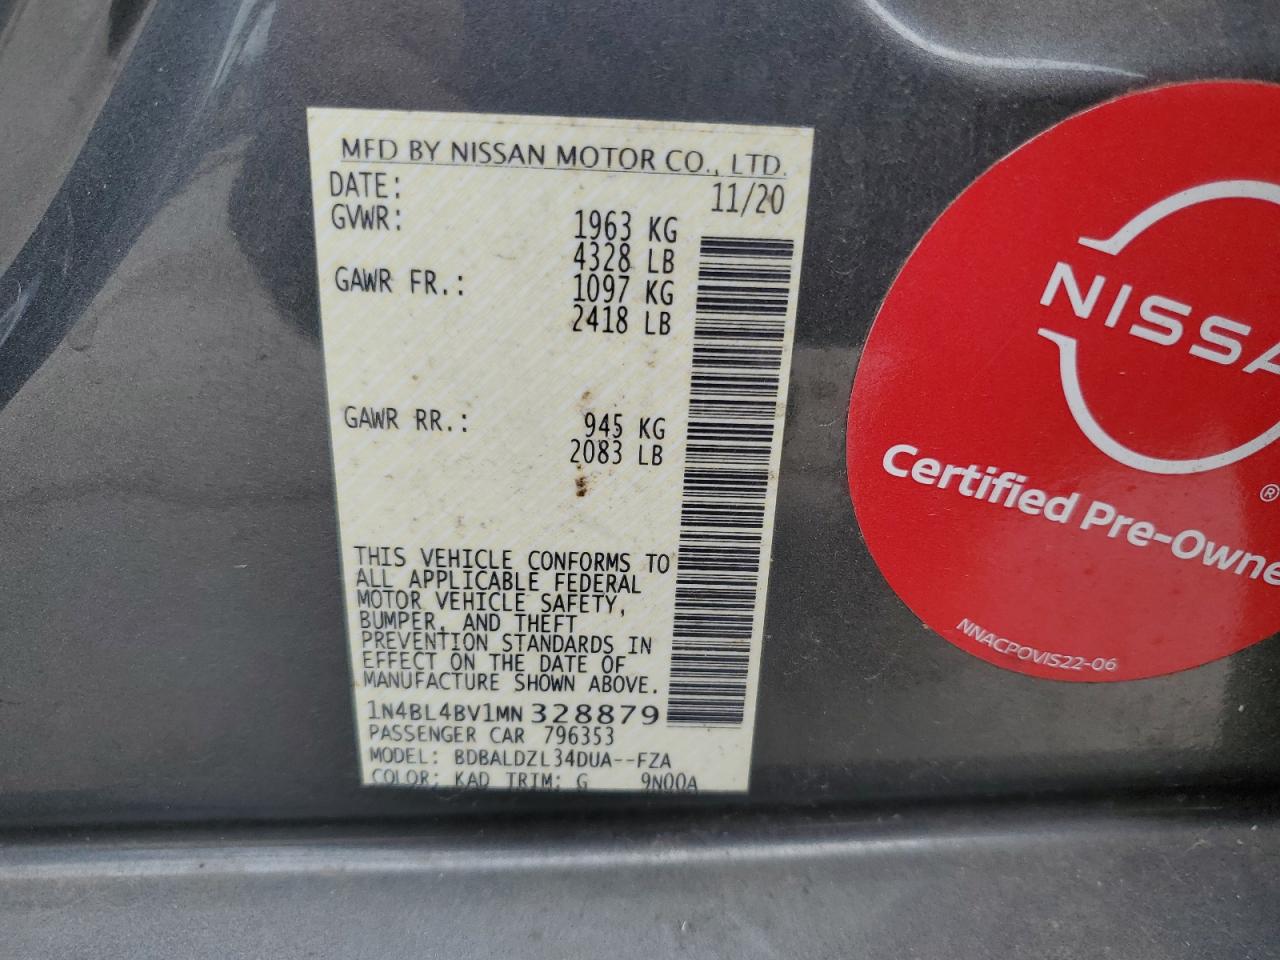 MFD BY NISSAN MOTOR CO., LTD.
DATE: 11/20
GVWR: 1963 KG
4328 LB
GAWR FR.: 1097 KG
2418 LB
GAWR RR.: 945 KG
2083 LB
THIS VEHICLE CONFORMS TO
ALL APPLICABLE FEDERAL
MOTOR VEHICLE SAFETY,
BUMPER, AND THEFT
PREVENTION STANDARDS IN
EFFECT ON THE DATE OF
MANUFACTURE SHOWN ABOVE.
1N4BL4BV1MN328879
PASSENGER CAR 796353
MODEL: BDBALDZL34DUA--FZA
COLOR: KAD TRIM: G 9N00A
NISSA
Certified Pre-Owne
®
NNACPOVIS22-06